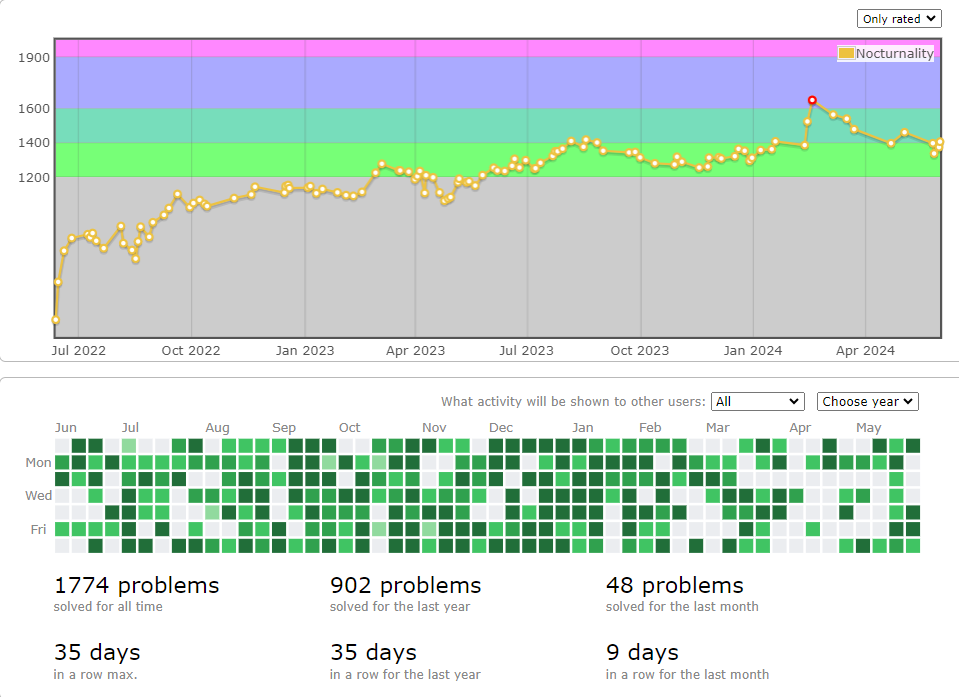 Only rated
Nocturnality
1900
1600
1400
1200
Jul 2022 Oct 2022 Jan 2023 Apr 2023 Jul 2023 Oct 2023 Jan 2024 Apr 2024
What activity will be shown to other users: All Choose year
Jun Jul Aug Sep Oct Nov Dec Jan Feb Mar Apr May
Mon
Wed
Fri
1774 problems 902 problems 48 problems
solved for all time solved for the last year solved for the last month
35 days 35 days 9 days
in a row max. in a row for the last year in a row for the last month